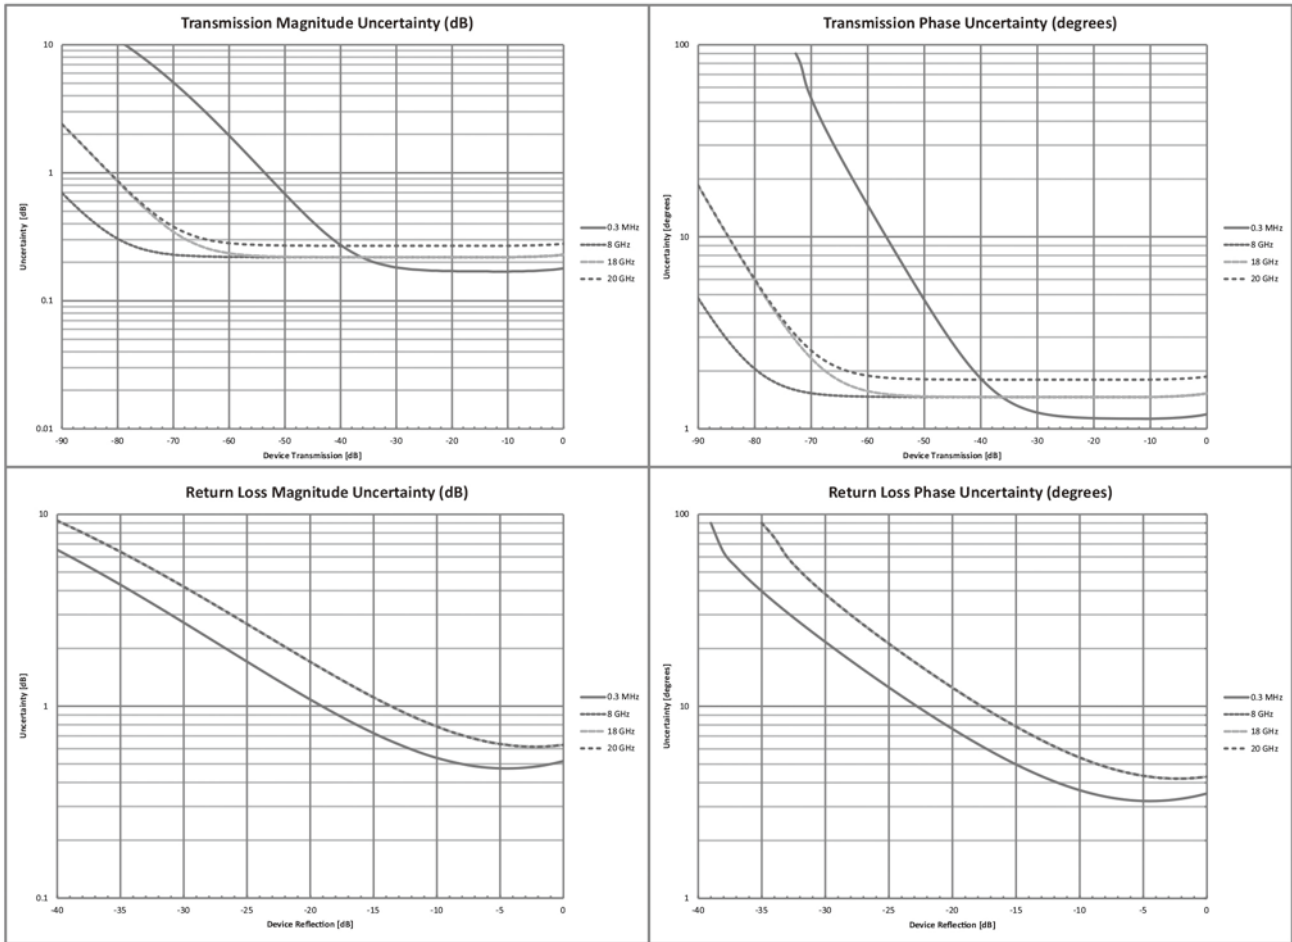 Transmission Magnitude Uncertainty (dB)
10
1
0.1
0.01
Uncertainty [dB]
-90 -80 -70 -60 -50 -40 -30 -20 -10 0
Device Transmission [dB]
0.3 MHz
8 GHz
18 GHz
20 GHz
Transmission Phase Uncertainty (degrees)
100
10
1
Uncertainty [degrees]
-90 -80 -70 -60 -50 -40 -30 -20 -10 0
Device Transmission [dB]
0.3 MHz
8 GHz
18 GHz
20 GHz
Return Loss Magnitude Uncertainty (dB)
10
1
0.1
Uncertainty [dB]
-40 -35 -30 -25 -20 -15 -10 -5 0
Device Reflection [dB]
0.3 MHz
8 GHz
18 GHz
20 GHz
Return Loss Phase Uncertainty (degrees)
100
10
1
Uncertainty [degrees]
-40 -35 -30 -25 -20 -15 -10 -5 0
Device Reflection [dB]
0.3 MHz
8 GHz
18 GHz
20 GHz